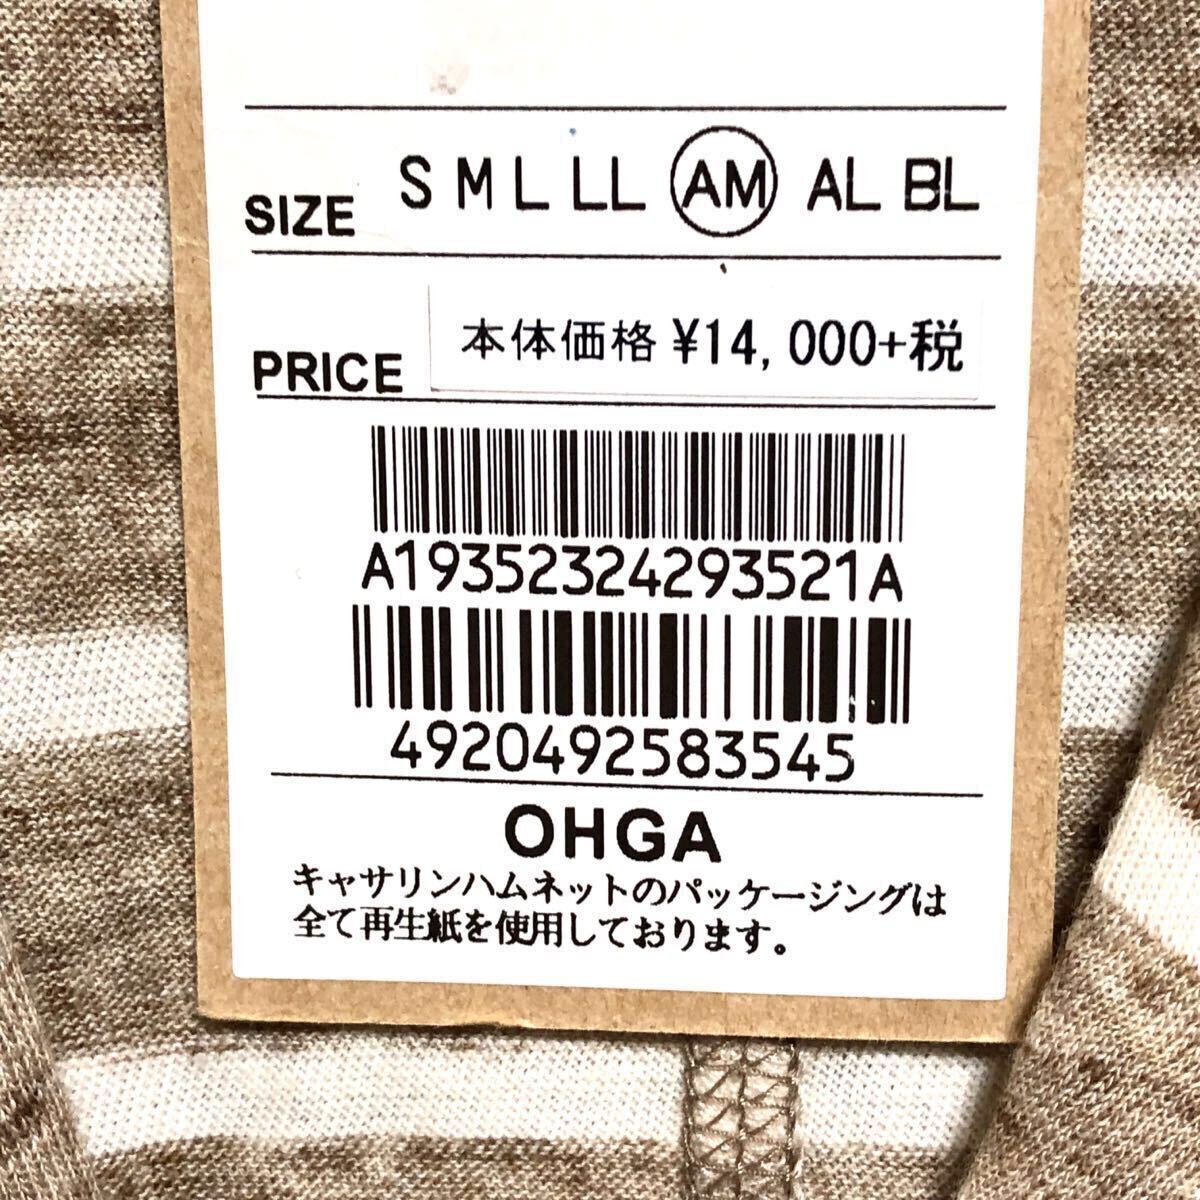 SIZE S M L LL AM AL BL
PRICE 本体価格 ¥14,000+税
A19352324293521A
4920492583545
OHGA
キャサリンハムネットのパッケージングは
全て再生紙を使用しております。